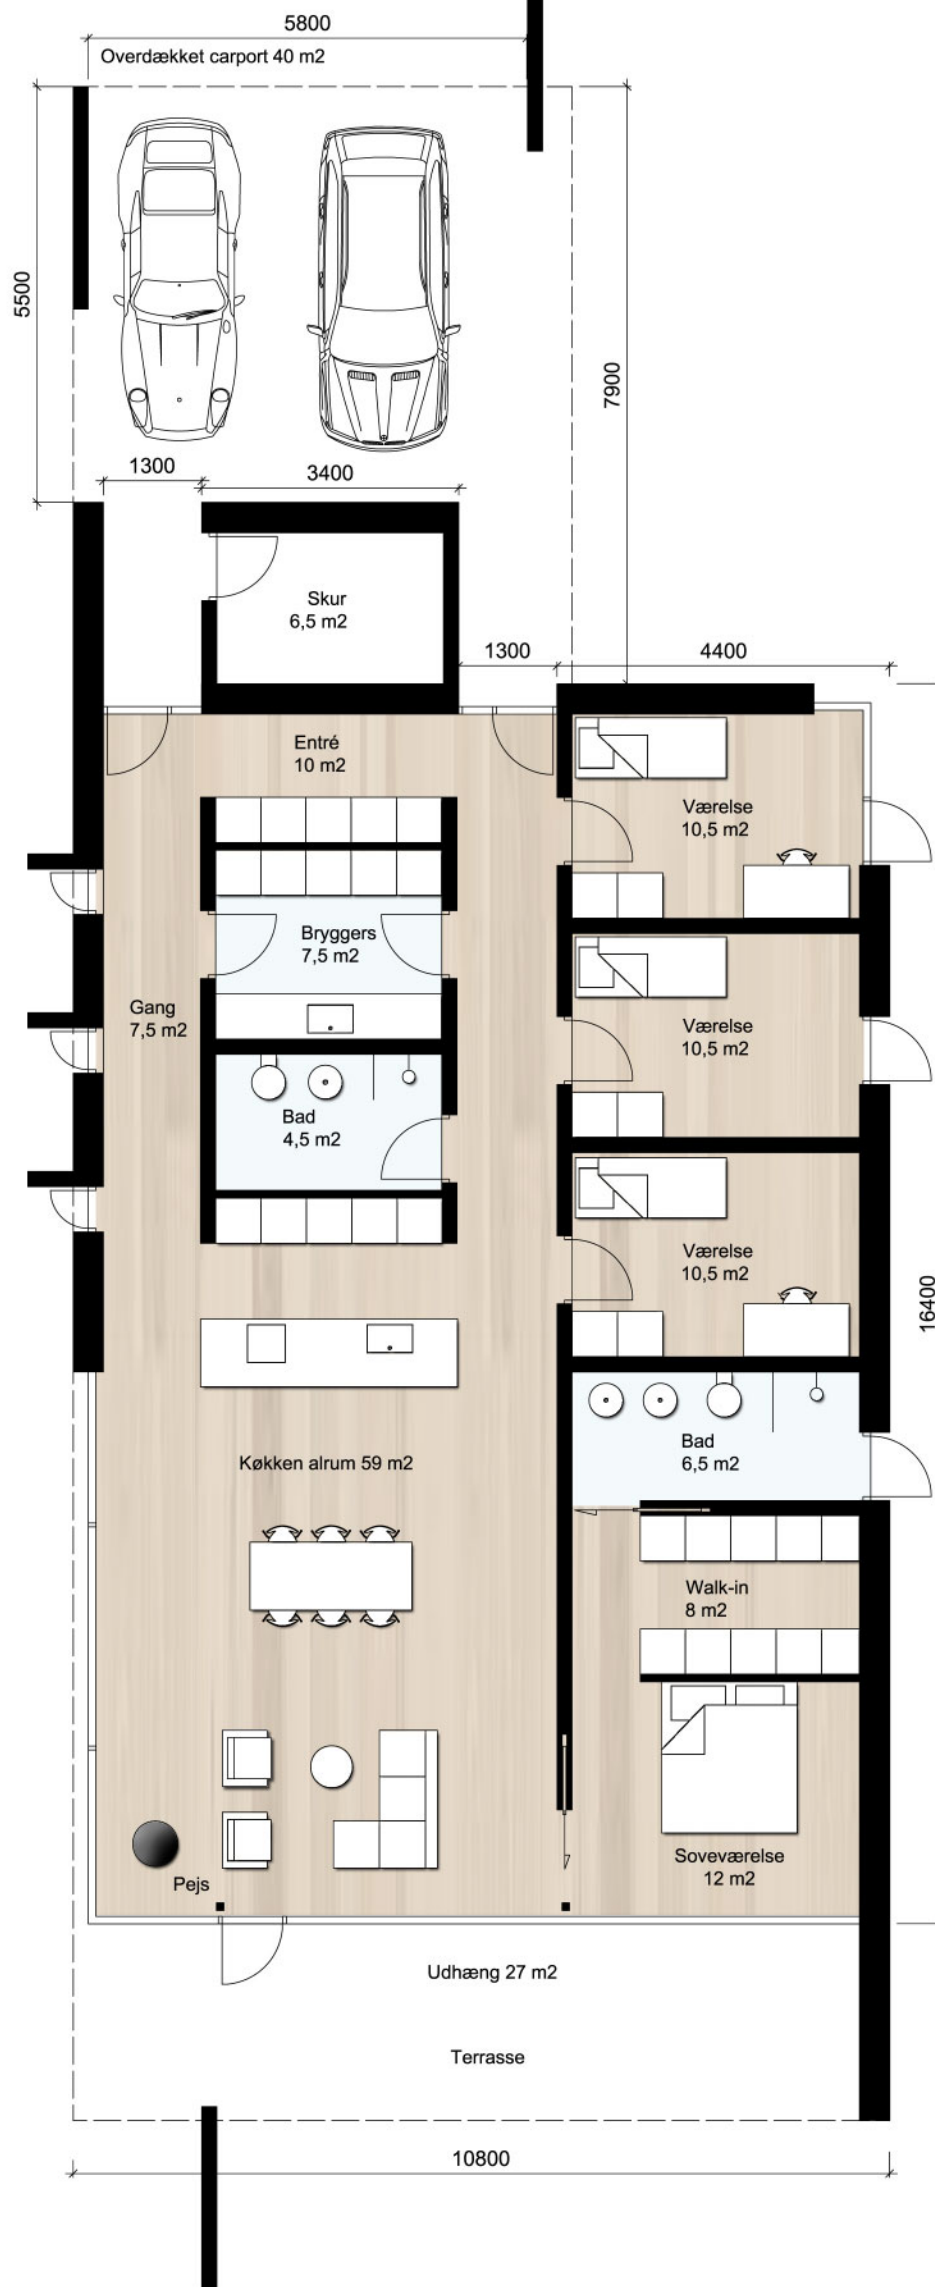 5800
Overdækket carport 40 m2
5500
7900
1300
3400
Skur
6,5 m2
1300
4400
Entré
10 m2
Værelse
10,5 m2
Bryggers
7,5 m2
Gang
7,5 m2
Værelse
10,5 m2
Bad
4,5 m2
Værelse
10,5 m2
16400
Bad
6,5 m2
Køkken alrum 59 m2
Walk-in
8 m2
Soveværelse
12 m2
Pejs
Udhæng 27 m2
Terrasse
10800